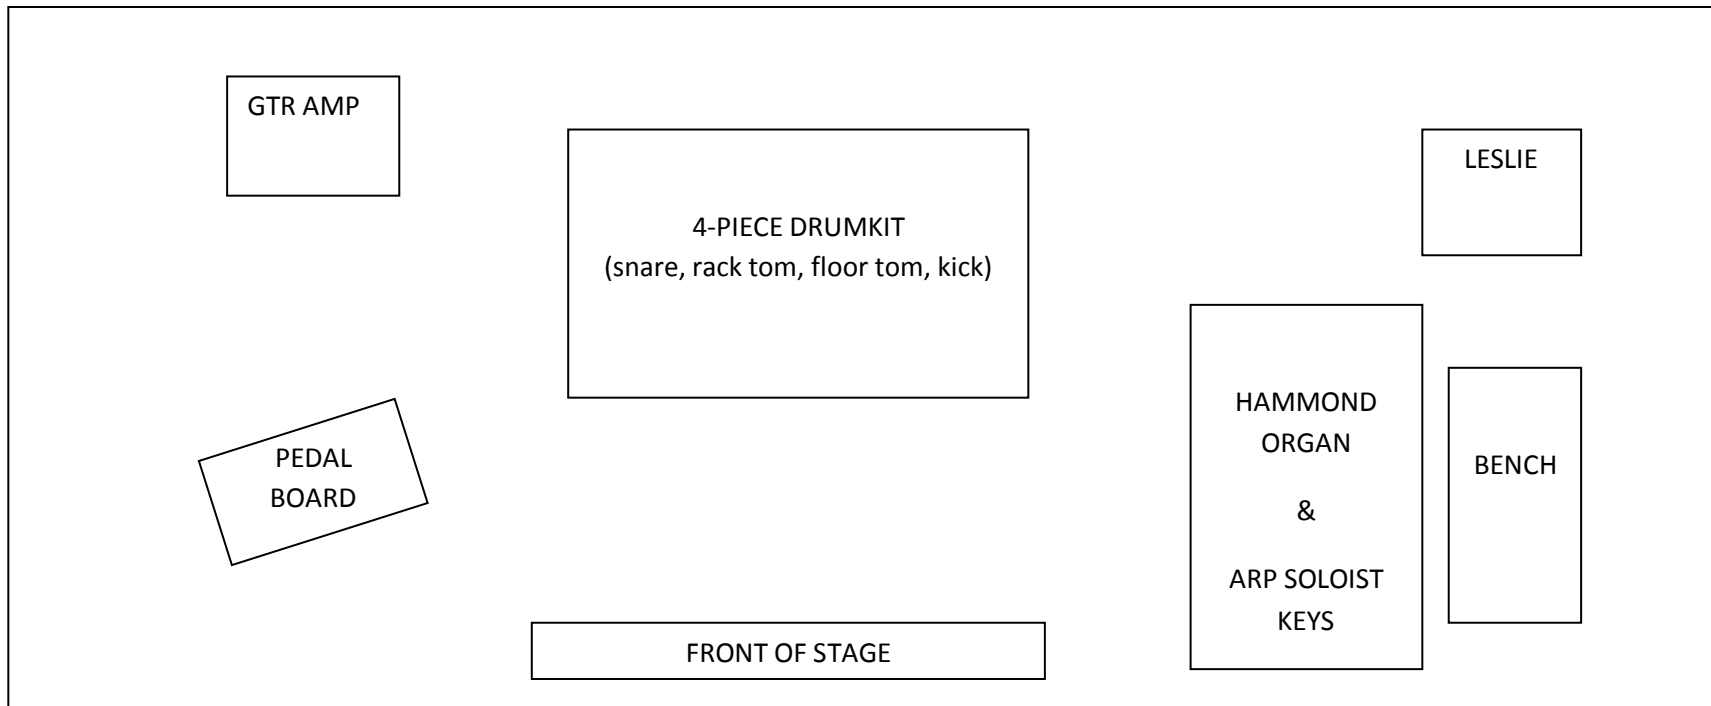 GTR AMP
LESLIE
4-PIECE DRUMKIT
(snare, rack tom, floor tom, kick)
HAMMOND
ORGAN
&
ARP SOLOIST
KEYS
BENCH
PEDAL
BOARD
FRONT OF STAGE